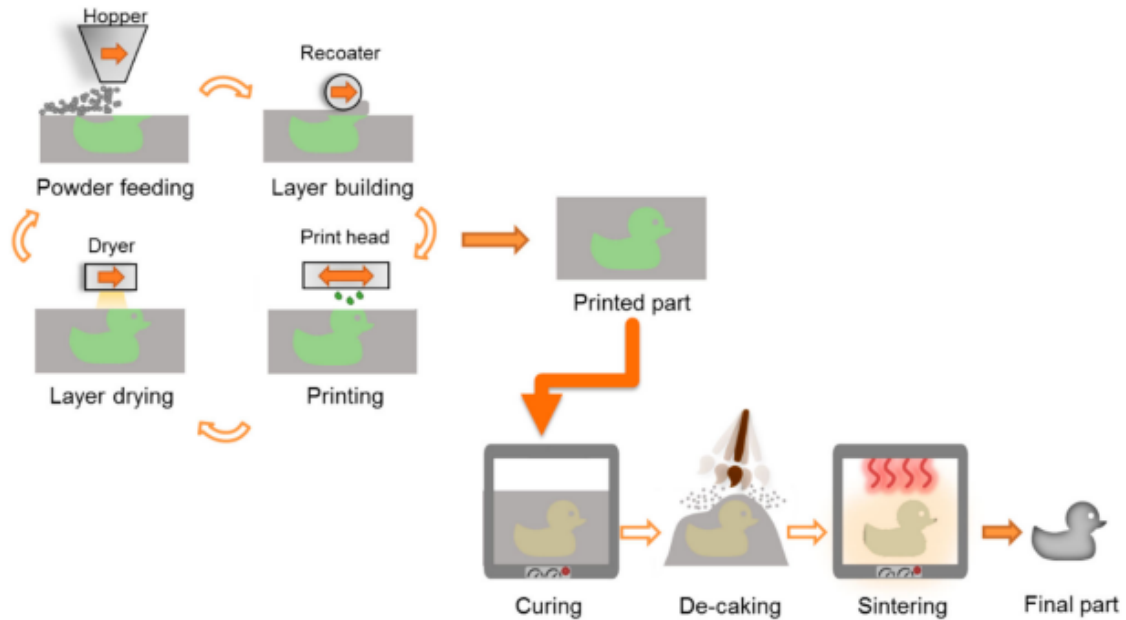 Hopper
Recoater
Powder feeding
Layer building
Dryer
Print head
Layer drying
Printing
Printed part
Curing
De-caking
Sintering
Final part